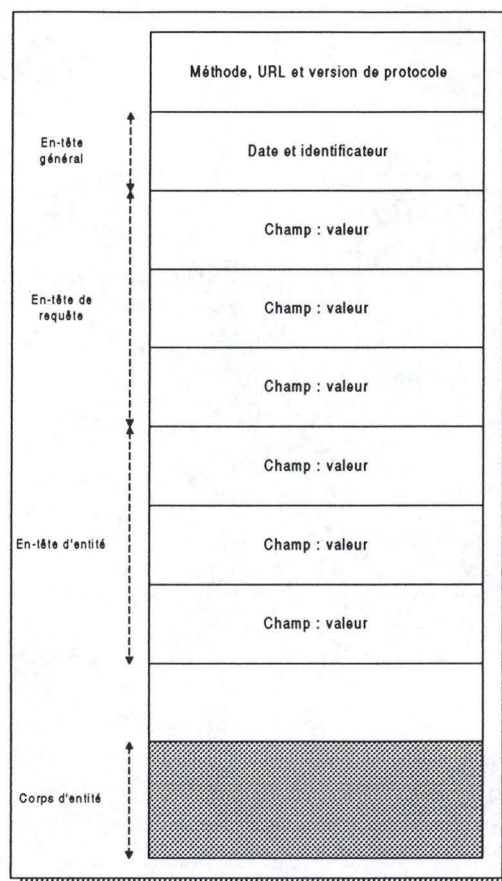 Méthode, URL et version de protocole
En-tête
général
Date et identificateur
Champ : valeur
En-tête de
requête
Champ : valeur
Champ : valeur
Champ : valeur
En-tête d'entité
Champ : valeur
Champ : valeur
Corps d'entité